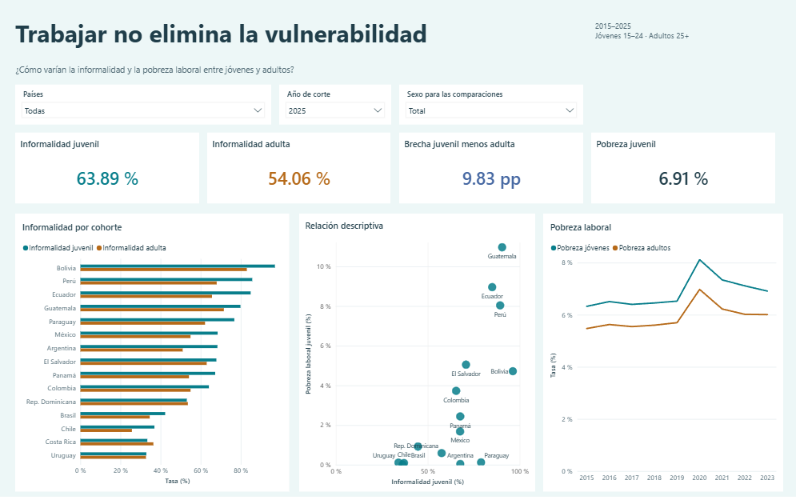 Trabajar no elimina la vulnerabilidad
2015–2025
Jóvenes 15–24 · Adultos 25+
¿Cómo varían la informalidad y la pobreza laboral entre jóvenes y adultos?
Países
Todas
Año de corte
2025
Sexo para las comparaciones
Total
Informalidad juvenil
63.89 %
Informalidad adulta
54.06 %
Brecha juvenil menos adulta
9.83 pp
Pobreza juvenil
6.91 %
Informalidad por cohorte
Informalidad juvenil Informalidad adulta
Bolivia
Perú
Ecuador
Guatemala
Paraguay
México
Argentina
El Salvador
Panamá
Colombia
Rep. Dominicana
Brasil
Chile
Costa Rica
Uruguay
0 % 20 % 40 % 60 % 80 %
Tasa (%)
Relación descriptiva
Pobreza laboral juvenil (%)
10 %
8 %
6 %
4 %
2 %
0 %
Guatemala
Ecuador
Perú
El Salvador
Bolivia
Colombia
Panamá
México
Rep. Dominicana
Uruguay Chile Brasil Argentina Paraguay
0 % 50 % 100 %
Informalidad juvenil (%)
Pobreza laboral
Pobreza jóvenes Pobreza adultos
Tasa (%)
8 %
6 %
4 %
2 %
0 %
2015 2016 2017 2018 2019 2020 2021 2022 2023